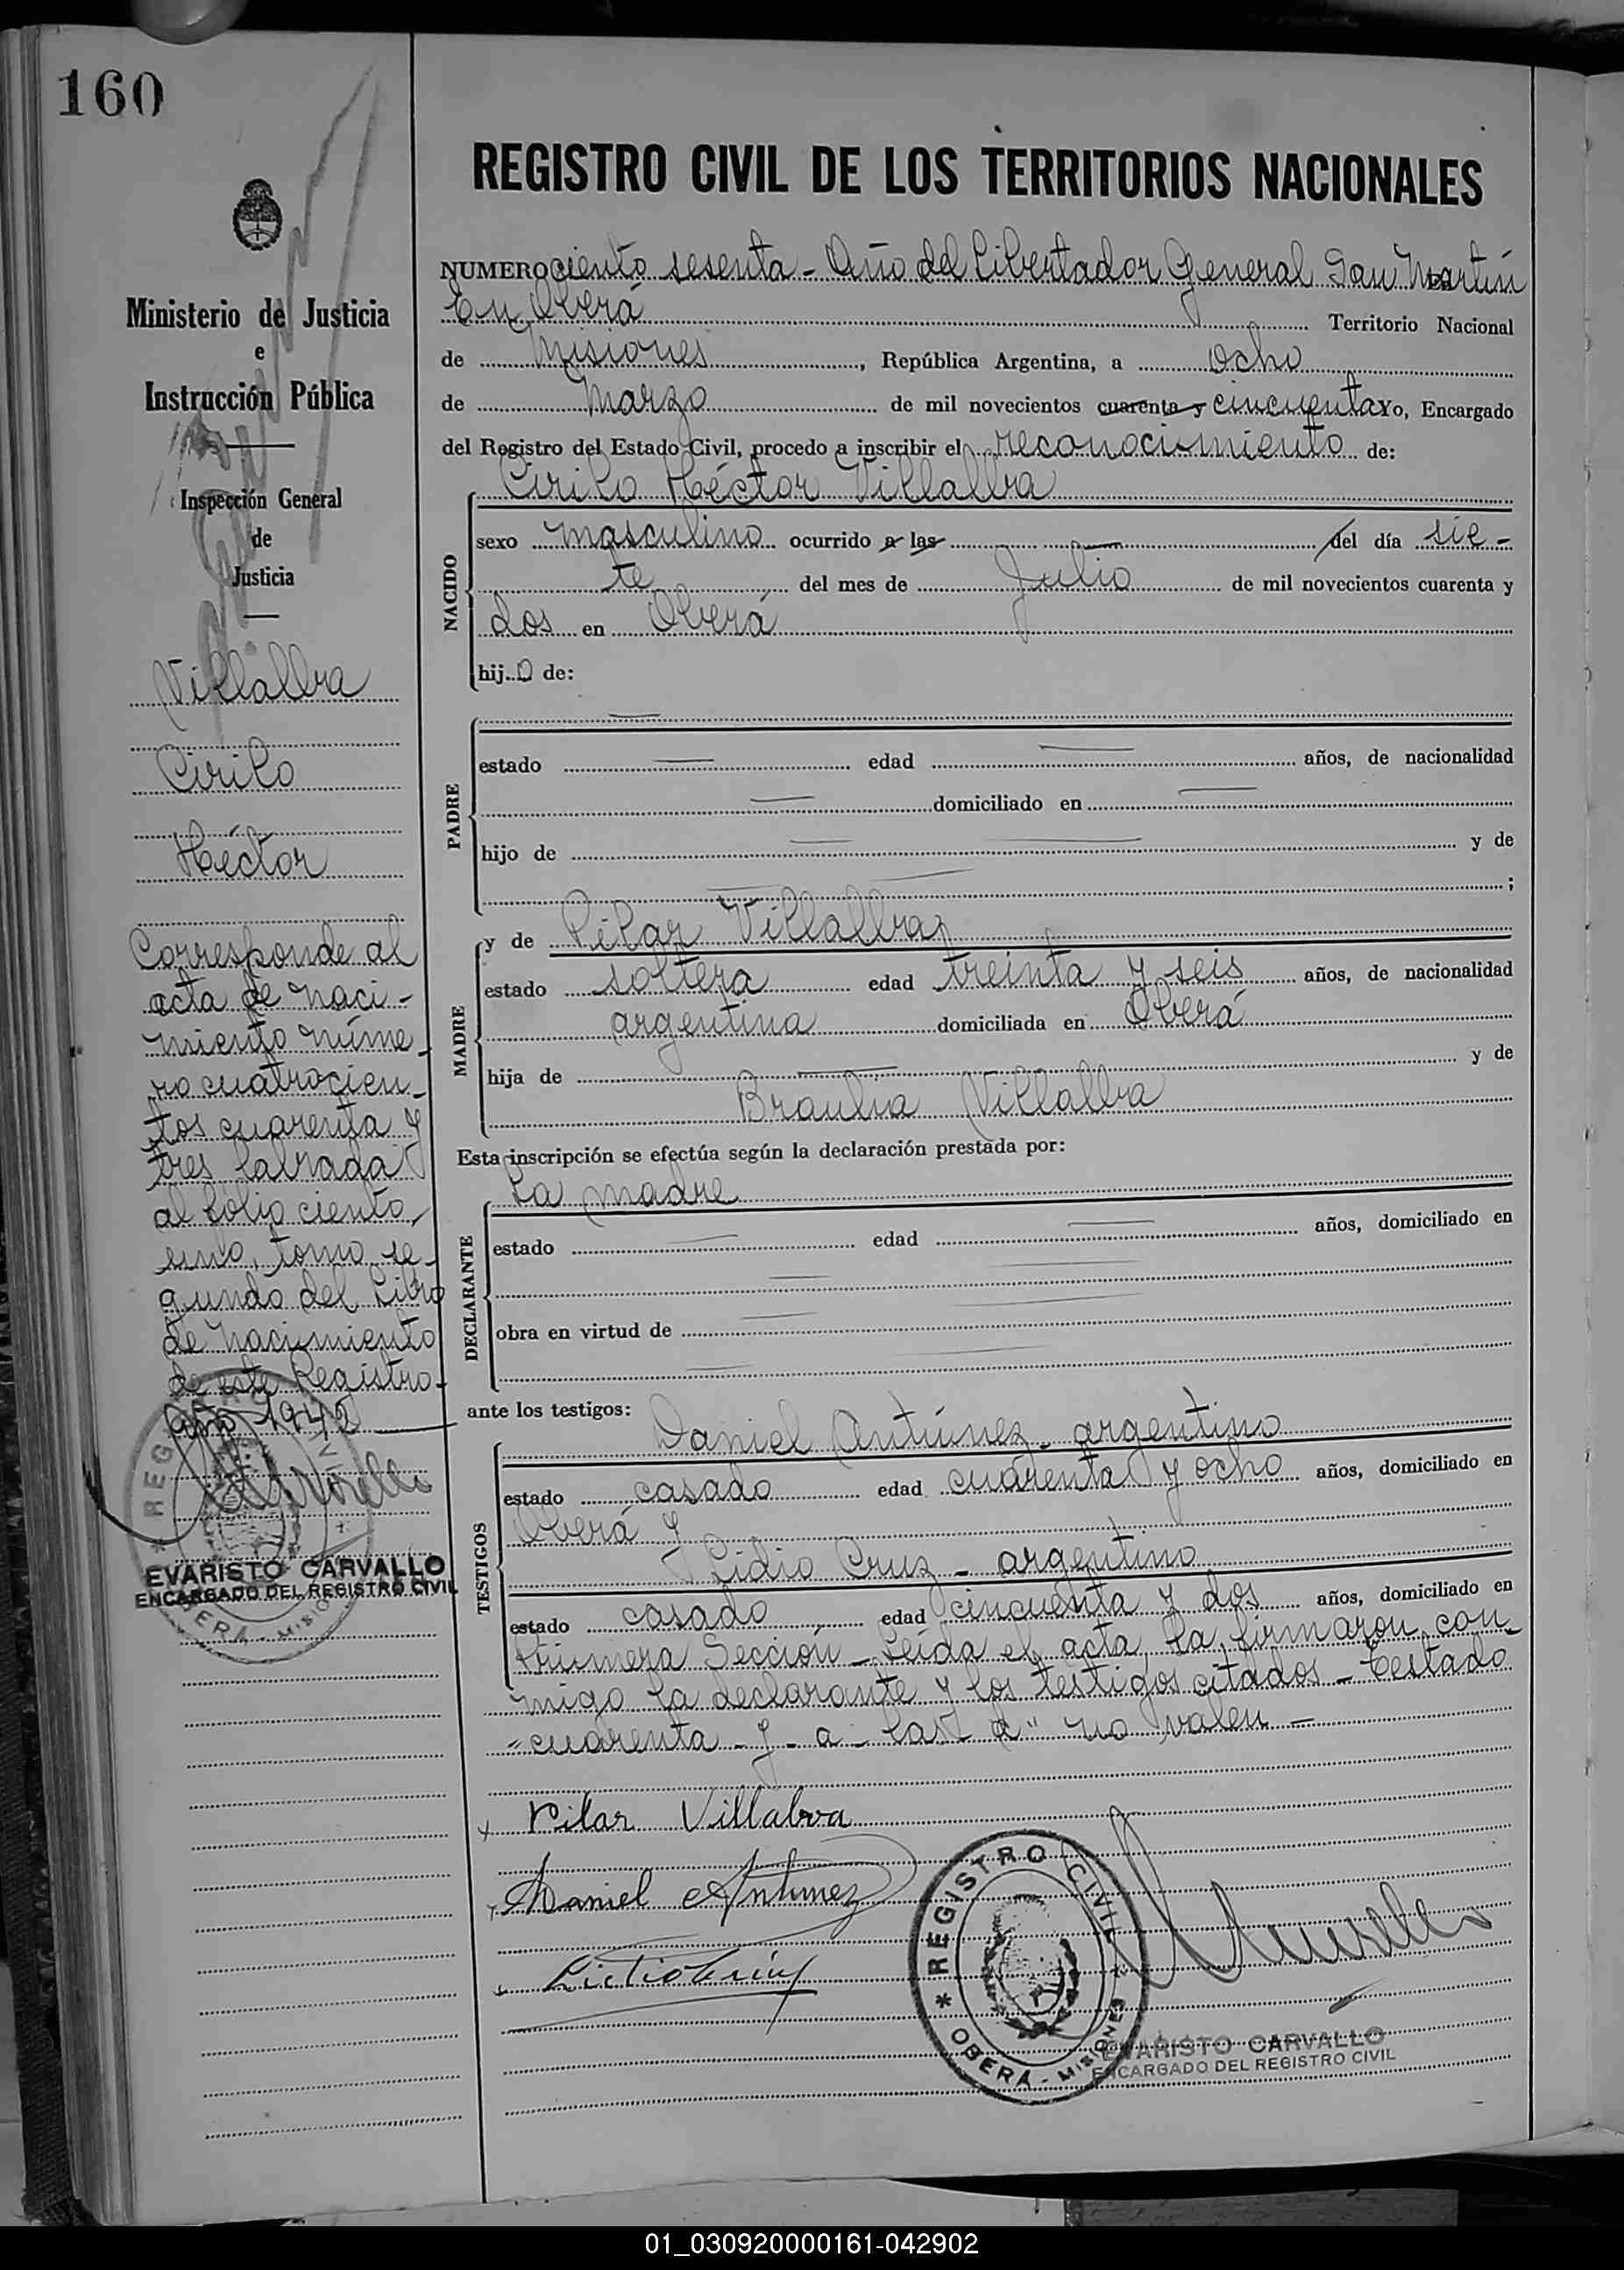 160
REGISTRO CIVIL DE LOS TERRITORIOS NACIONALES
NUMERO ciento sesenta - Año del Libertador General San Martín
En Oberá Territorio Nacional
de Misiones, República Argentina, a ocho
de Marzo de mil novecientos cuarenta y cincuenta Yo, Encargado
del Registro del Estado Civil, procedo a inscribir el reconocimiento de:
Cirilo Héctor Villalba
NACIDO
sexo masculino ocurrido a las del día sie-
te del mes de Julio de mil novecientos cuarenta y
dos en Oberá
hijo de:
PADRE
estado edad años, de nacionalidad
domiciliado en
hijo de y de
;
MADRE
y de Pilar Villalba
estado soltera edad treinta y seis años, de nacionalidad
argentina domiciliada en Oberá
hija de y de
Braulia Villalba
Esta inscripción se efectúa según la declaración prestada por:
La madre
DECLARANTE
estado edad años, domiciliado en
obra en virtud de
ante los testigos:
TESTIGOS
Daniel Antúnez - argentino
estado casado edad cuarenta y ocho años, domiciliado en
Oberá y
Lidio Cruz - argentino
estado casado edad cincuenta y dos años, domiciliado en
Primera Sección - Leída el acta, la firmaron con-
migo la declarante y los testigos citados - Testado
"cuarenta - y - a - las - d" no valen -
Pilar Villalva
Daniel Antunez
Lidio Cruz
REGISTRO CIVIL
OBERÁ - MISIONES
EVARISTO CARVALLO
ENCARGADO DEL REGISTRO CIVIL
Ministerio de Justicia
e
Instrucción Pública
Inspección General
de
Justicia
Villalba
Cirilo
Héctor
Corresponde al
acta de naci-
miento núme-
ro cuatrocien-
tos cuarenta y
tres labrada
al folio ciento
uno, tomo se-
gundo del Libro
de nacimiento
de este Registro-
Año 1942
REGISTRO CIVIL
OBERÁ - MISIONES
EVARISTO CARVALLO
ENCARGADO DEL REGISTRO CIVIL
01_030920000161-042902